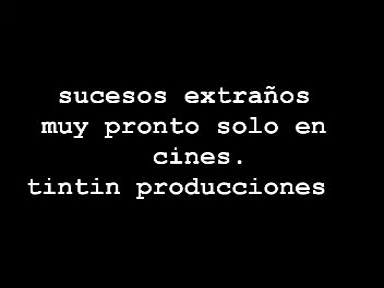 sucesos extraños
muy pronto solo en
cines.
tintin producciones